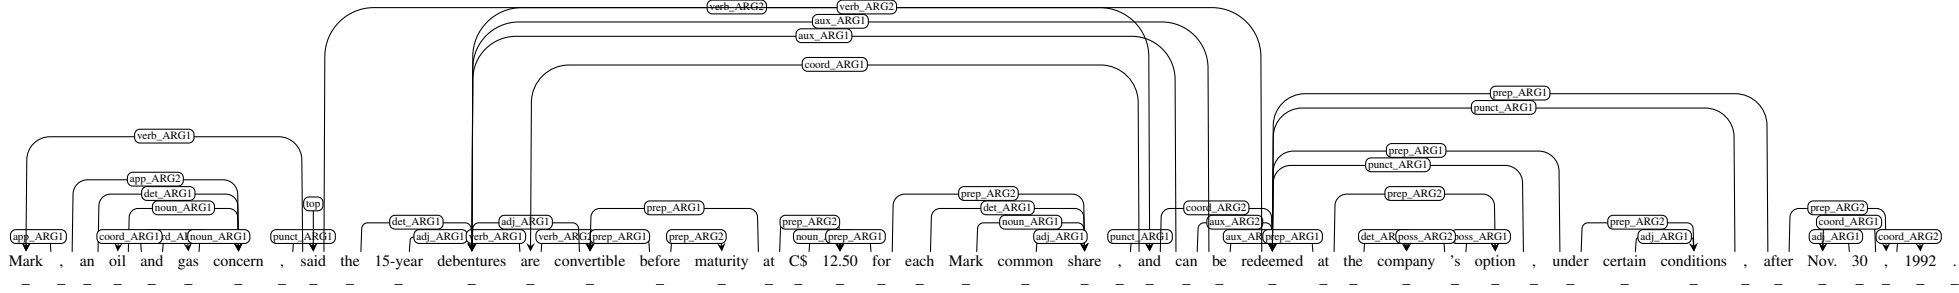 verb_ARG2 verb_ARG2
aux_ARG1
aux_ARG1
coord_ARG1
prep_ARG1
punct_ARG1
verb_ARG1
prep_ARG1
punct_ARG1
app_ARG2
det_ARG1 prep_ARG2 prep_ARG2
top
noun_ARG1 prep_ARG1 det_ARG1 coord_ARG2 prep_ARG2
det_ARG1 adj_ARG1 prep_ARG2 noun_ARG1 aux_ARG2 prep_ARG2 coord_ARG1
app_ARG1 coord_ARG1 noun_ARG1 punct_ARG1 adj_ARG1 verb_ARG1 prep_ARG1 prep_ARG2 prep_ARG1 adj_ARG1 punct_ARG1 prep_ARG1 poss_ARG2 poss_ARG1 adj_ARG1 adj_ARG1 coord_ARG2
Mark , an oil and gas concern , said the 15-year debentures are convertible before maturity at C$ 12.50 for each Mark common share , and can be redeemed at the company 's option , under certain conditions , after Nov. 30 , 1992 .
_ _ _ _ _ _ _ _ _ _ _ _ _ _ _ _ _ _ _ _ _ _ _ _ _ _ _ _ _ _ _ _ _ _ _ _ _ _ _ _ _ _ _ _ _